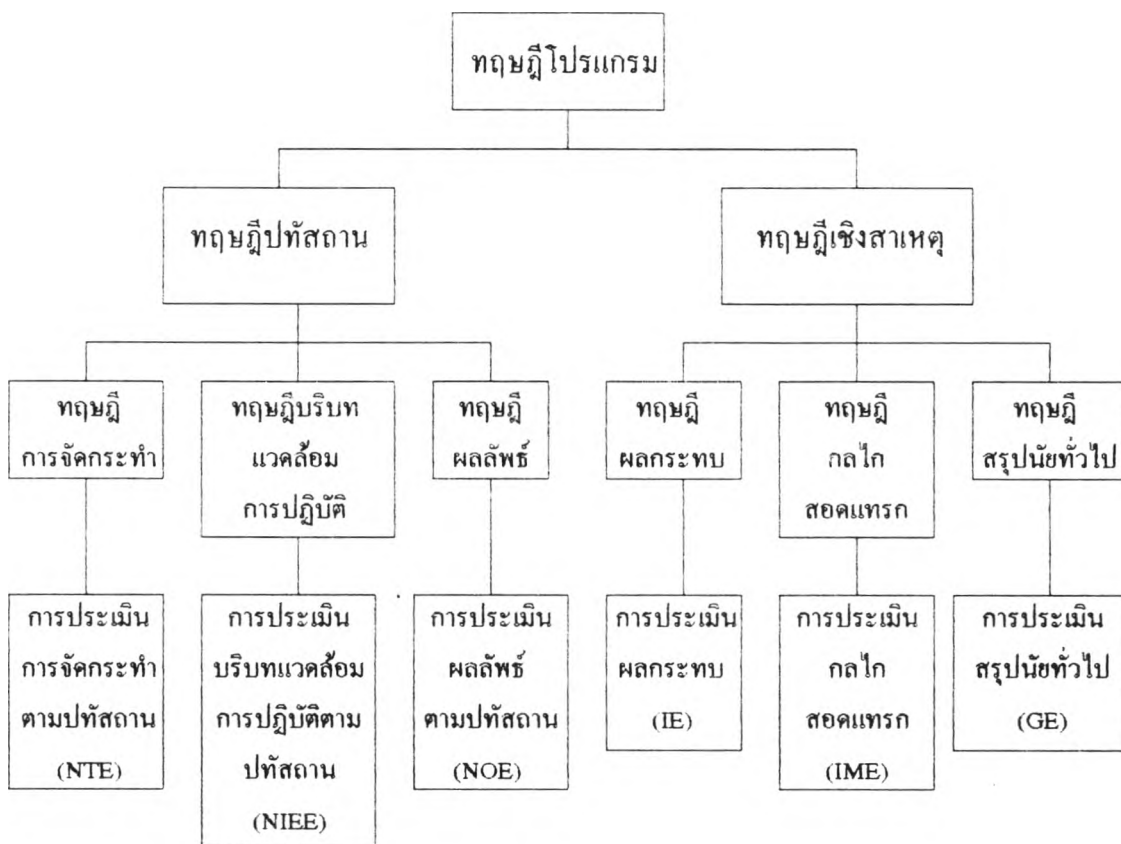 ทฤษฎีโปรแกรม
ทฤษฎีปทัสถาน
ทฤษฎีเชิงสาเหตุ
ทฤษฎี
การจัดกระทำ
ทฤษฎีบริบท
แวดล้อม
การปฏิบัติ
ทฤษฎี
ผลลัพธ์
ทฤษฎี
ผลกระทบ
ทฤษฎี
กลไก
สอดแทรก
ทฤษฎี
สรุปนัยทั่วไป
การประเมิน
การจัดกระทำ
ตามปทัสถาน
(NTE)
การประเมิน
บริบทแวดล้อม
การปฏิบัติตาม
ปทัสถาน
(NIEE)
การประเมิน
ผลลัพธ์
ตามปทัสถาน
(NOE)
การประเมิน
ผลกระทบ
(IE)
การประเมิน
กลไก
สอดแทรก
(IME)
การประเมิน
สรุปนัยทั่วไป
(GE)